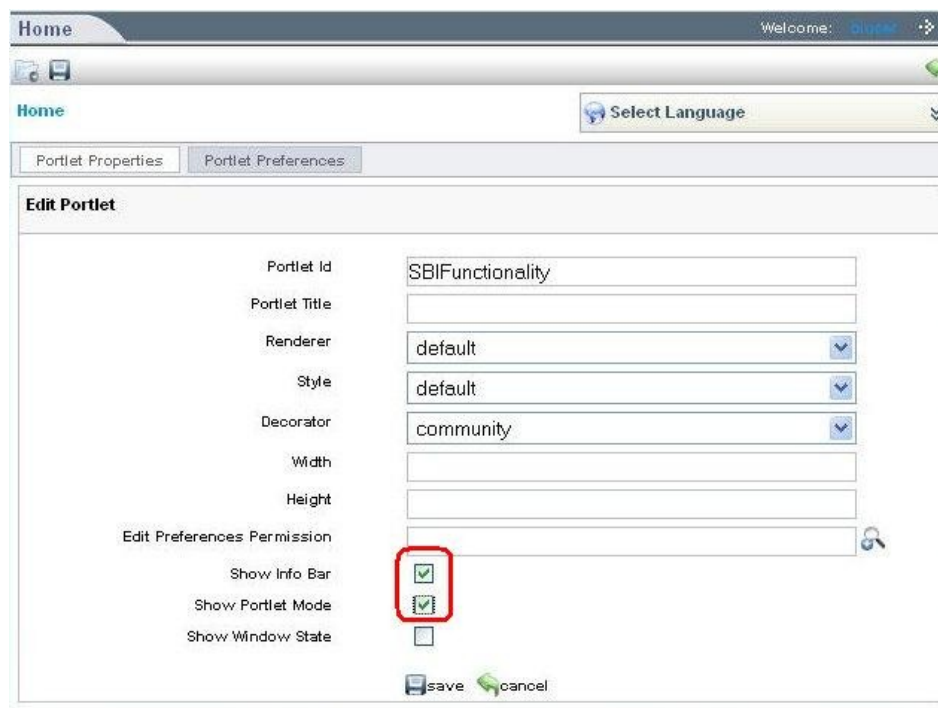 Home Welcome:
Home Select Language
Portlet Properties Portlet Preferences
Edit Portlet
Portlet Id SBIFunctionality
Portlet Title
Renderer default
Style default
Decorator community
Width
Height
Edit Preferences Permission
Show Info Bar
Show Portlet Mode
Show Window State
save cancel